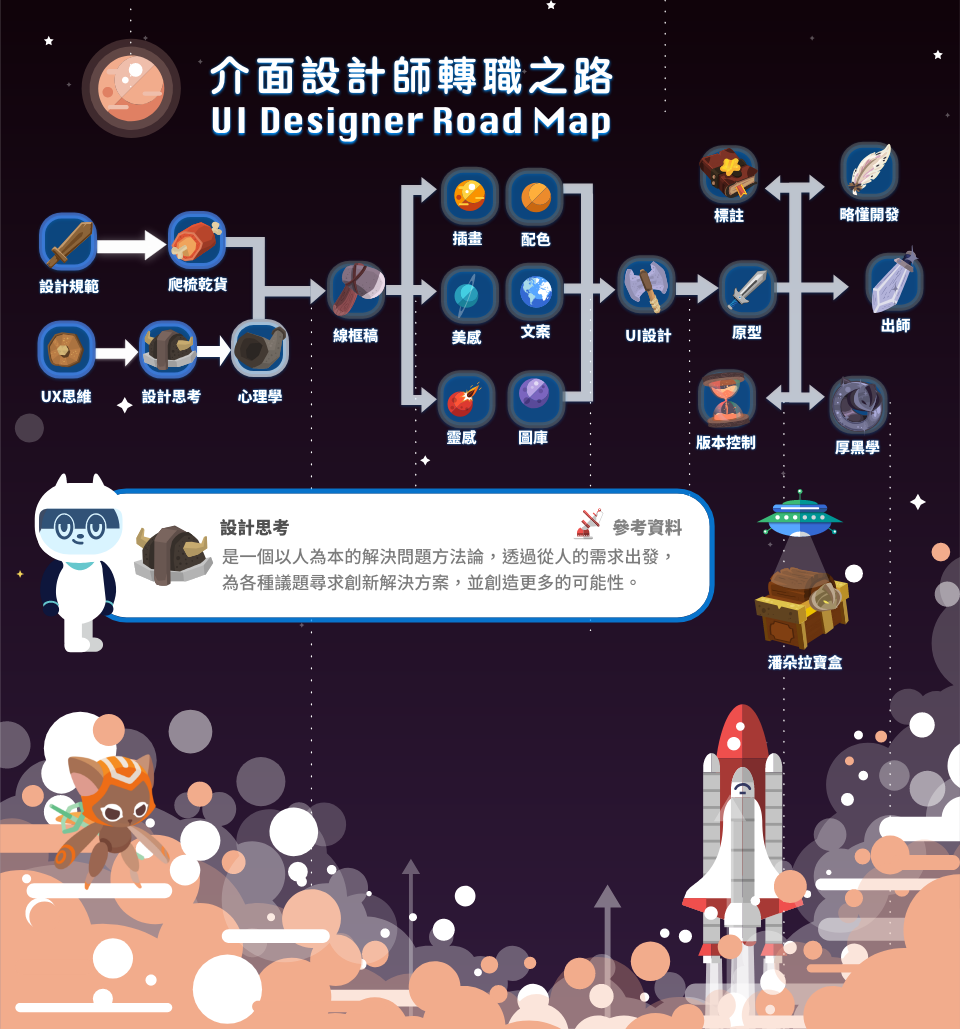 介面設計師轉職之路
UI Designer Road Map
標註
略懂開發
插畫
配色
設計規範
爬梳乾貨
線框稿
美感
文案
UI設計
原型
出師
UX思維
設計思考
心理學
靈感
圖庫
版本控制
厚黑學
設計思考
參考資料
是一個以人為本的解決問題方法論，透過從人的需求出發，
為各種議題尋求創新解決方案，並創造更多的可能性。
潘朵拉寶盒